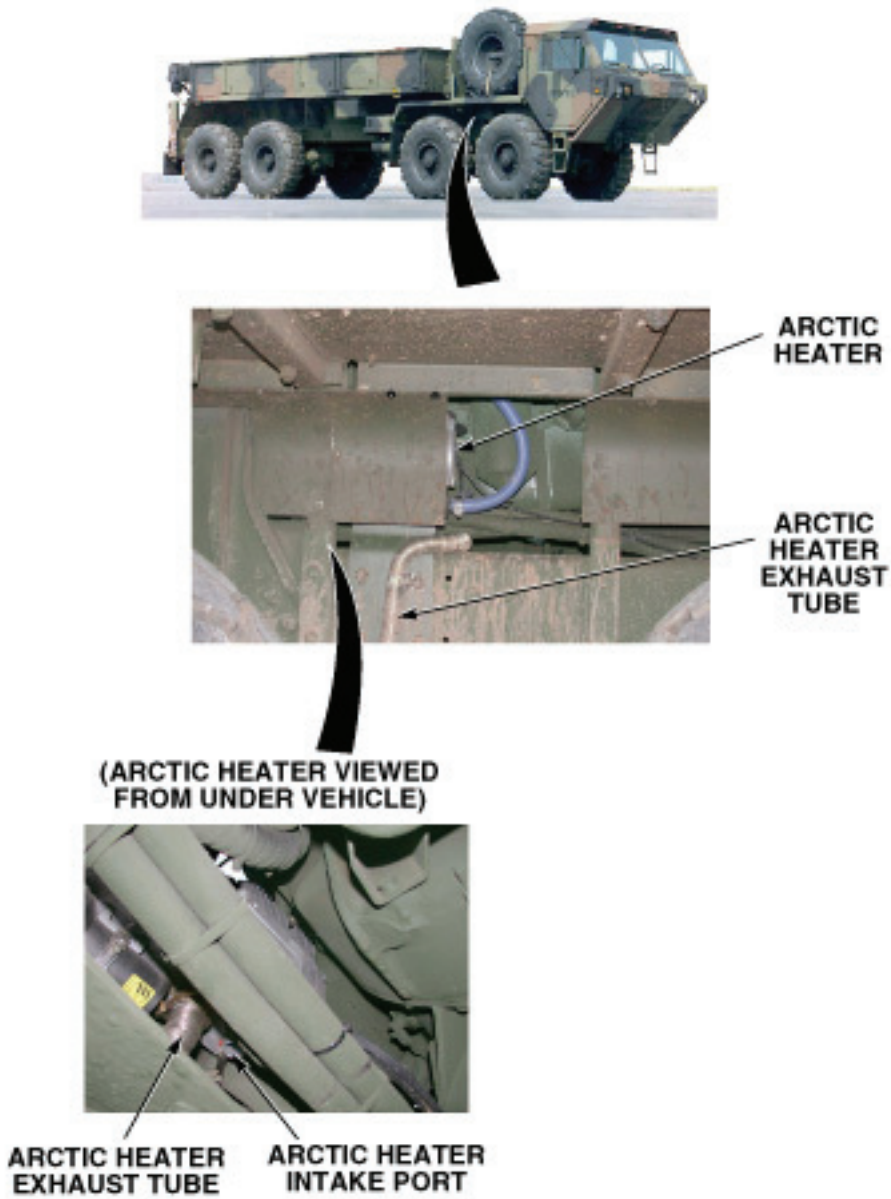 ARCTIC
HEATER
ARCTIC
HEATER
EXHAUST
TUBE
(ARCTIC HEATER VIEWED
FROM UNDER VEHICLE)
ARCTIC HEATER
EXHAUST TUBE
ARCTIC HEATER
INTAKE PORT